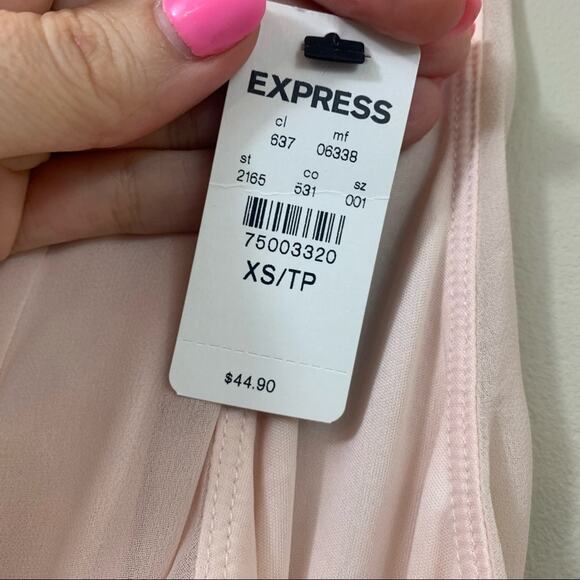 EXPRESS
cl mf
637 06338
st co sz
2165 531 001
75003320
XS/TP
$44.90